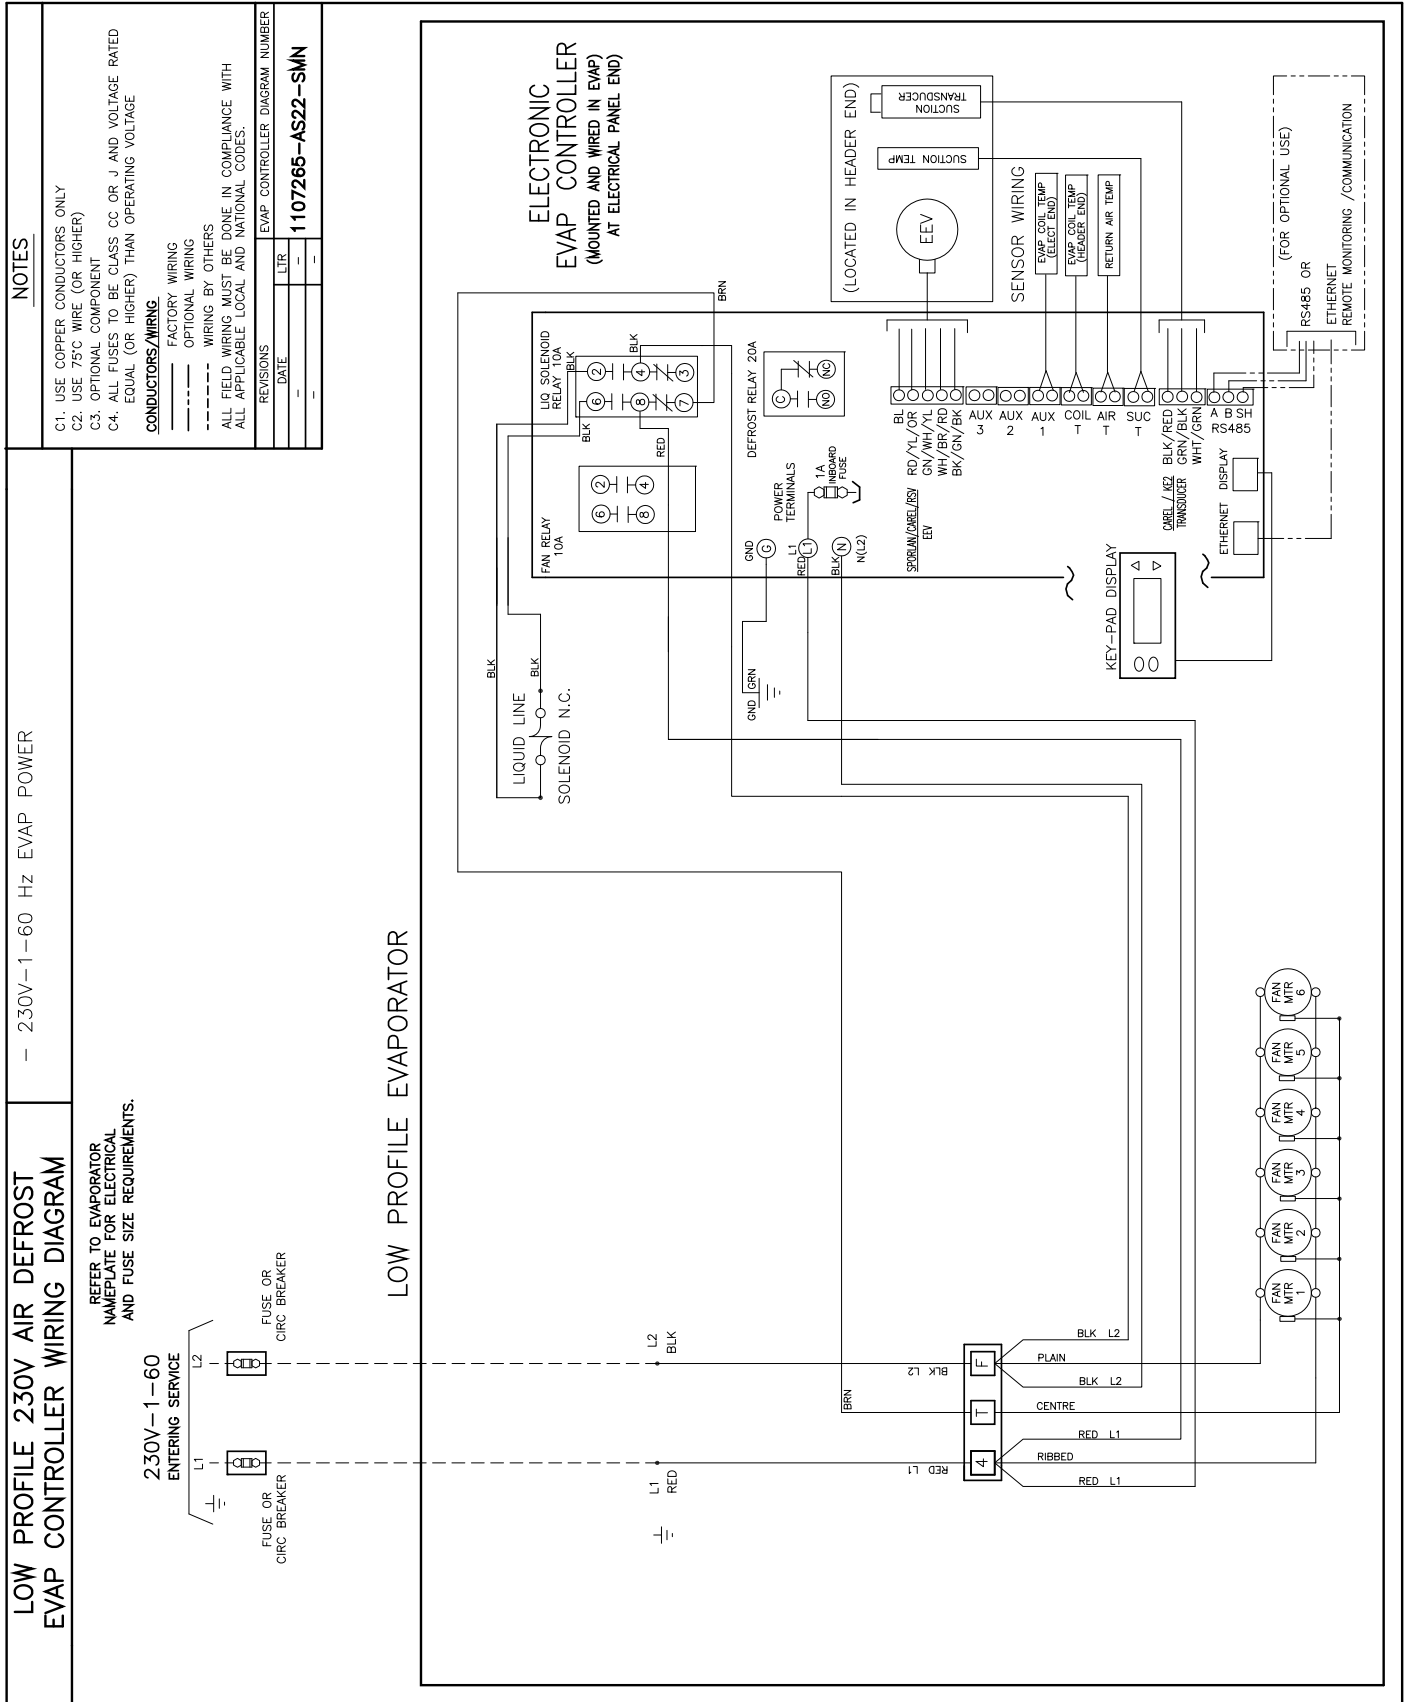 LOW PROFILE 230V AIR DEFROST
EVAP CONTROLLER WIRING DIAGRAM
- 230V-1-60 Hz EVAP POWER
NOTES
C1. USE COPPER CONDUCTORS ONLY
C2. USE 75°C WIRE (OR HIGHER)
C3. OPTIONAL COMPONENT
C4. ALL FUSES TO BE CLASS CC OR J AND VOLTAGE RATED
EQUAL (OR HIGHER) THAN OPERATING VOLTAGE
CONDUCTORS/WIRNG
FACTORY WIRING
OPTIONAL WIRING
WIRING BY OTHERS
ALL FIELD WIRING MUST BE DONE IN COMPLIANCE WITH
ALL APPLICABLE LOCAL AND NATIONAL CODES.
REVISIONS
EVAP CONTROLLER DIAGRAM NUMBER
DATE
LTR
1107265-AS22-SMN
-
-
-
-
REFER TO EVAPORATOR
NAMEPLATE FOR ELECTRICAL
AND FUSE SIZE REQUIREMENTS.
230V-1-60
ENTERING SERVICE
L1
L2
FUSE OR
CIRC BREAKER
FUSE OR
CIRC BREAKER
LOW PROFILE EVAPORATOR
ELECTRONIC
EVAP CONTROLLER
(MOUNTED AND WIRED IN EVAP)
AT ELECTRICAL PANEL END)
L1
RED
L2
BLK
BLK
BLK
LIQUID LINE
SOLENOID N.C.
BRN
FAN RELAY
10A
6
2
8
4
LIQ SOLENOID
RELAY 10A
BLK
BLK
BLK
RED
6
2
8
4
7
3
DEFROST RELAY 20A
C
NO
NC
POWER
TERMINALS
1A
INBOARD
FUSE
GND
G
L1
RED
L1
BLK
N
N(L2)
GND
GRN
(LOCATED IN HEADER END)
EEV
SUCTION TEMP
SUCTION
TRANSDUCER
SENSOR WIRING
EVAP COIL TEMP
(ELECT END)
EVAP COIL TEMP
(HEADER END)
RETURN AIR TEMP
SPORLAN/CAREL/RSV
EEV
BL
RD/YL/OR
GN/WH/YL
WH/BR/RD
BK/GN/BK
AUX
3
AUX
2
AUX
1
COIL
T
AIR
T
SUC
T
CAREL / KE2
TRANSDUCER
BLK/RED
GRN/BLK
WHT/GRN
A B SH
RS485
ETHERNET
DISPLAY
KEY-PAD DISPLAY
(FOR OPTIONAL USE)
RS485 OR
ETHERNET
REMOTE MONITORING /COMMUNICATION
RED L1
BLK L2
BRN
4
T
F
RED L1
RIBBED
RED L1
CENTRE
BLK L2
PLAIN
BLK L2
FAN
MTR
1
FAN
MTR
2
FAN
MTR
3
FAN
MTR
4
FAN
MTR
5
FAN
MTR
6